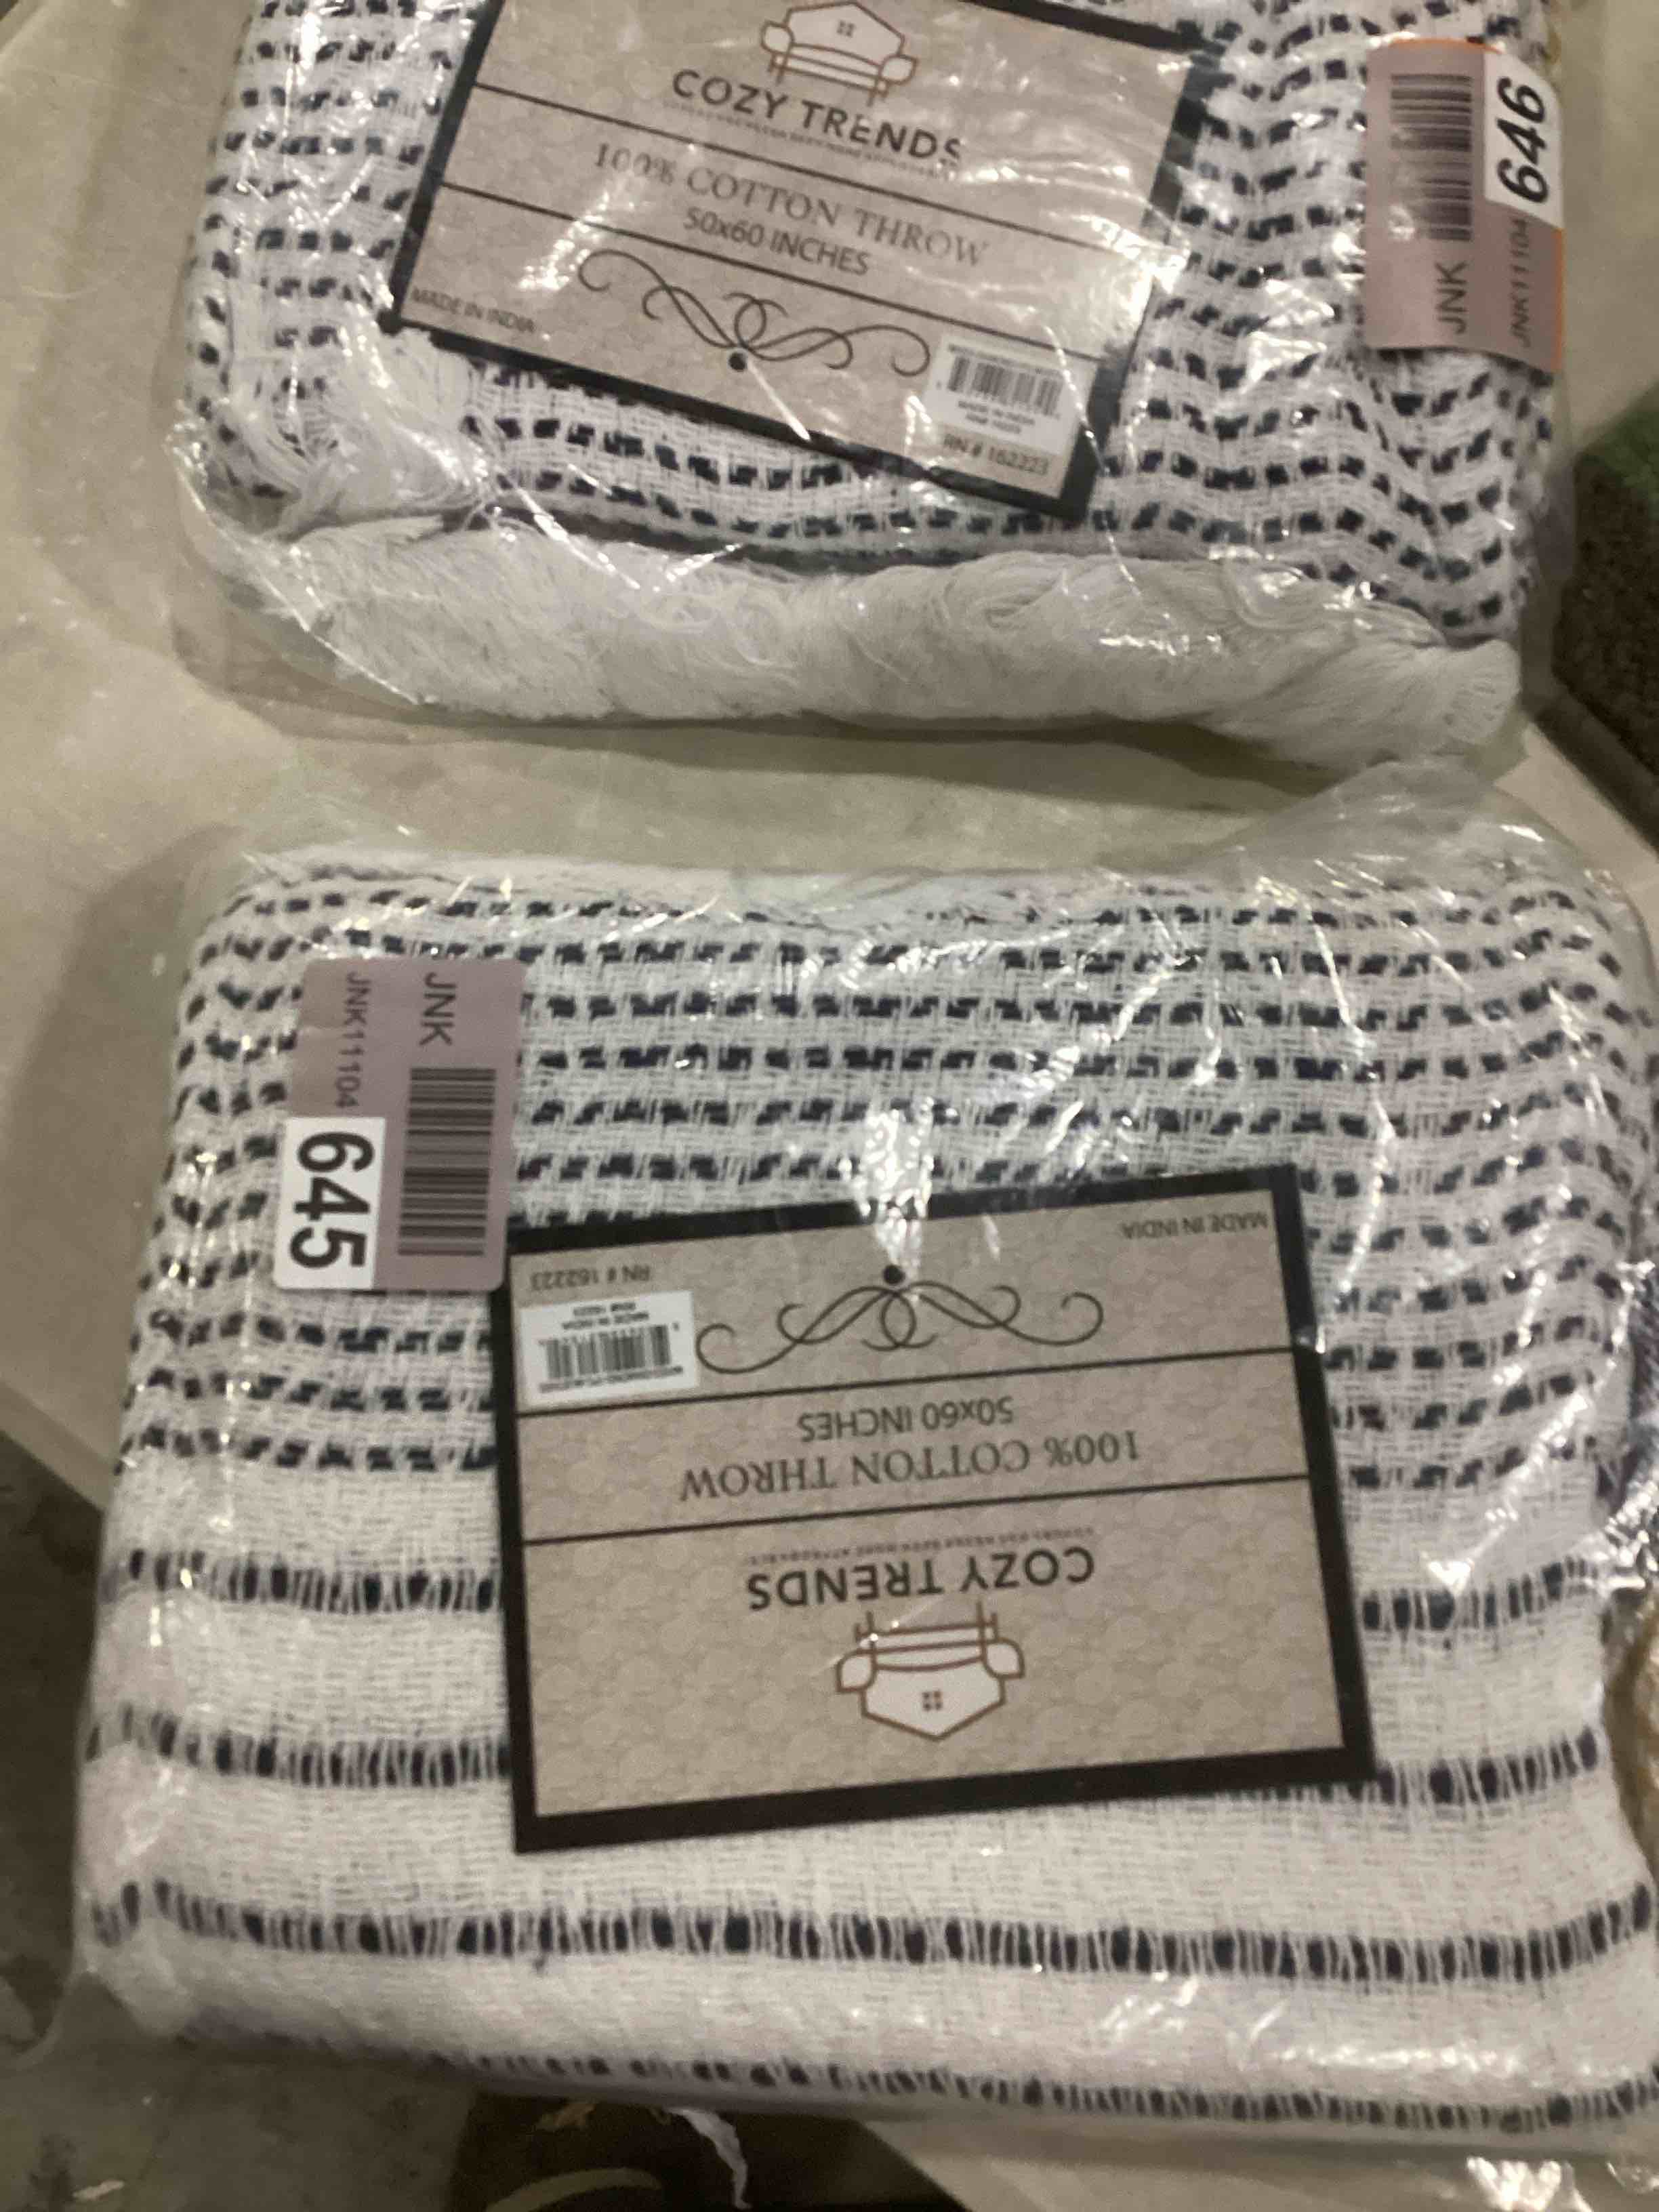 COZY TRENDS
100% COTTON THROW
50x60 INCHES
MADE IN INDIA
RN # 162223
JNK
JNK11104
646
JNK
JNK11104
645
MADE IN INDIA
RN # 162223
50x60 INCHES
100% COTTON THROW
COZY TRENDS